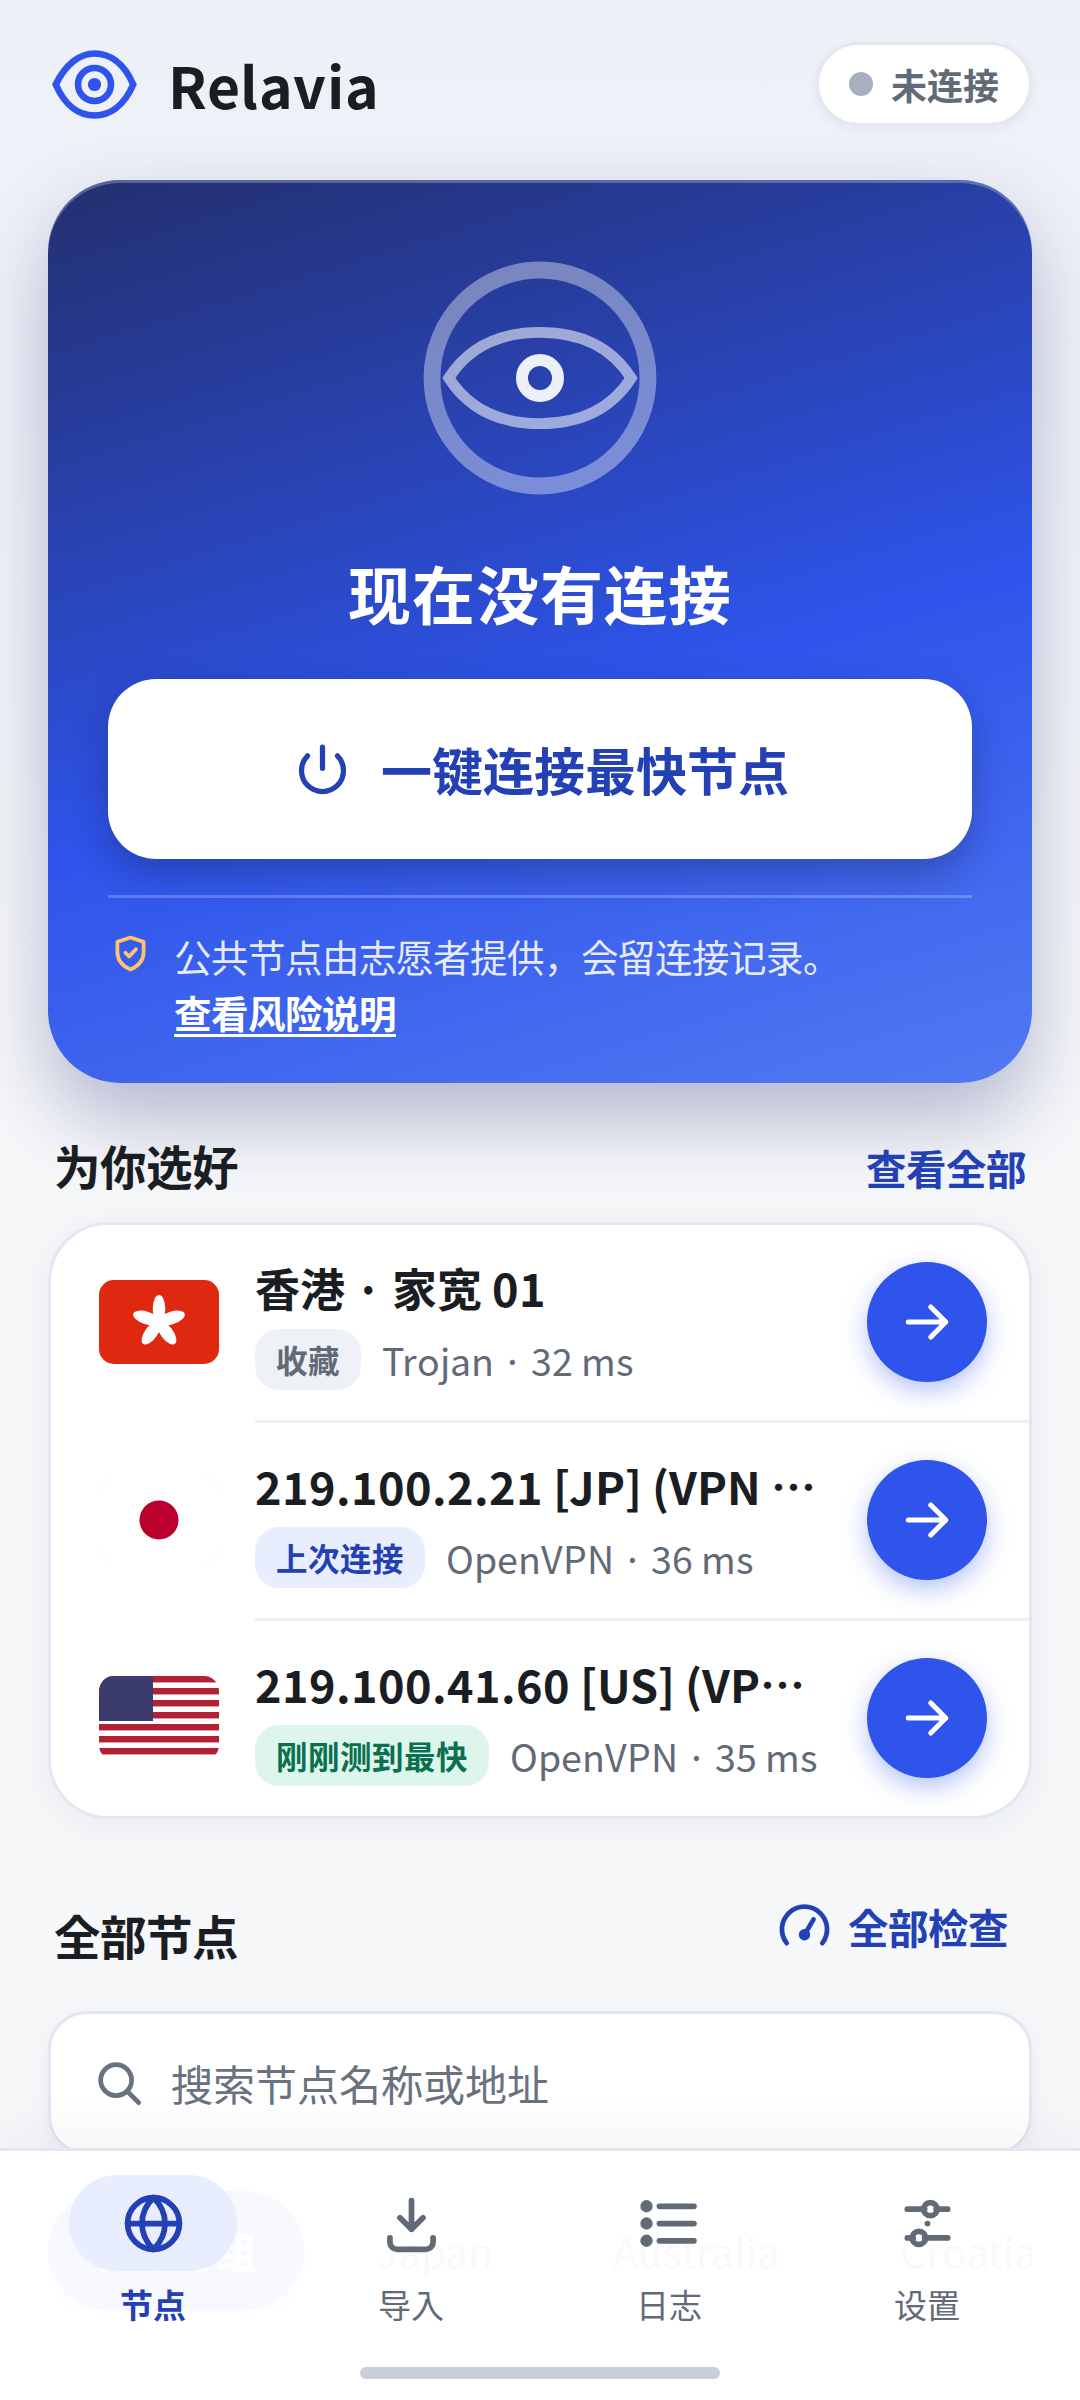 Relavia
未连接
现在没有连接
一键连接最快节点
公共节点由志愿者提供，会留连接记录。
查看风险说明
为你选好
查看全部
香港 · 家宽 01
收藏
Trojan · 32 ms
219.100.2.21 [JP] (VPN …
上次连接
OpenVPN · 36 ms
219.100.41.60 [US] (VP…
刚刚测到最快
OpenVPN · 35 ms
全部节点
全部检查
搜索节点名称或地址
Japan
Australia
Croatia
节点
导入
日志
设置